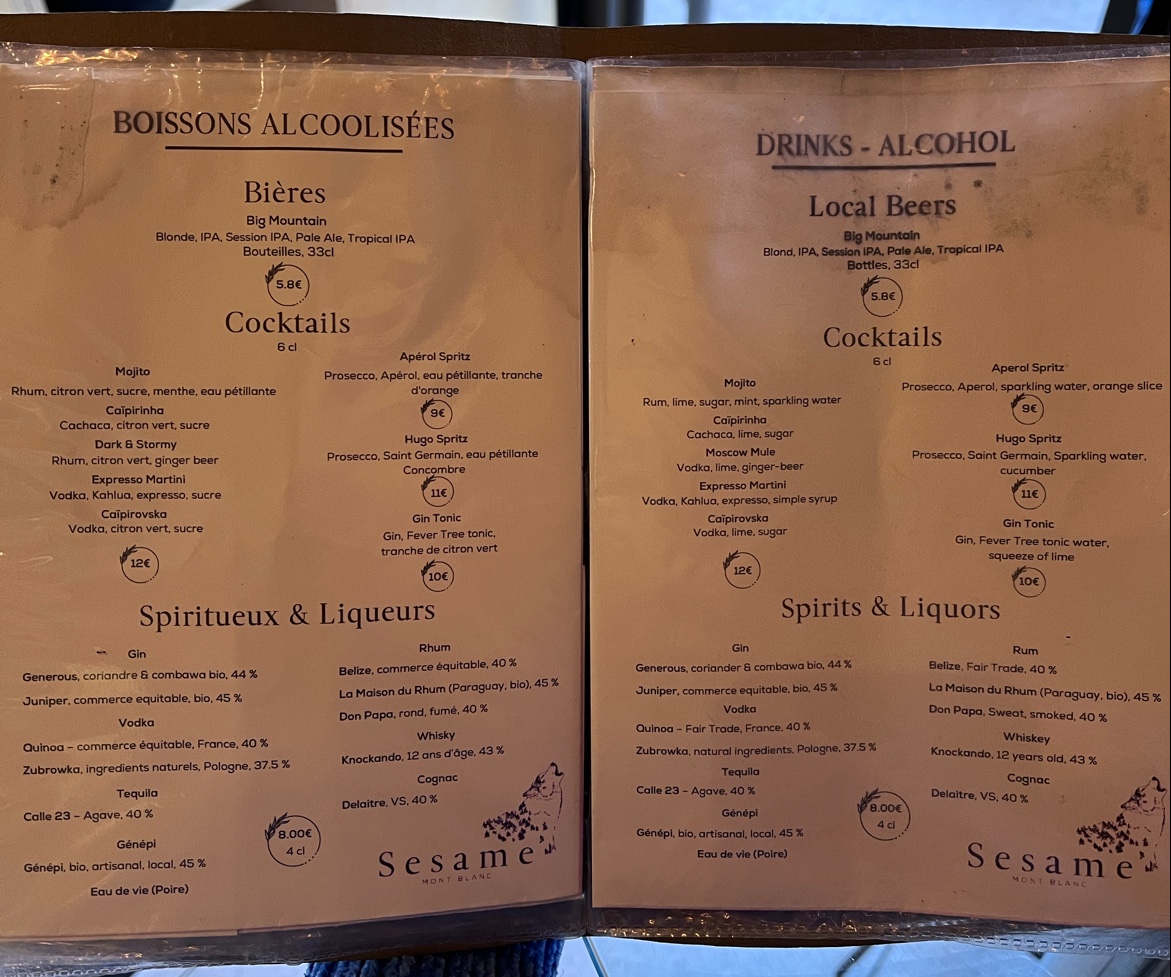 BOISSONS ALCOOLISÉES
Bières
Big Mountain
Blonde, IPA, Session IPA, Pale Ale, Tropical IPA
Bouteilles, 33cl
5.8€
Cocktails
6 cl
Mojito
Rhum, citron vert, sucre, menthe, eau pétillante
Caïpirinha
Cachaca, citron vert, sucre
Dark & Stormy
Rhum, citron vert, ginger beer
Expresso Martini
Vodka, Kahlua, expresso, sucre
Caïpirovska
Vodka, citron vert, sucre
12€
Apérol Spritz
Prosecco, Apérol, eau pétillante, tranche
d'orange
9€
Hugo Spritz
Prosecco, Saint Germain, eau pétillante
Concombre
11€
Gin Tonic
Gin, Fever Tree tonic,
tranche de citron vert
10€
Spiritueux & Liqueurs
Gin
Generous, coriandre & combawa bio, 44 %
Juniper, commerce equitable, bio, 45 %
Vodka
Quinoa – commerce équitable, France, 40 %
Zubrowka, ingredients naturels, Pologne, 37.5 %
Tequila
Calle 23 – Agave, 40 %
Génépi
Génépi, bio, artisanal, local, 45 %
Eau de vie (Poire)
8.00€
4 cl
Rhum
Belize, commerce équitable, 40 %
La Maison du Rhum (Paraguay, bio), 45 %
Don Papa, rond, fumé, 40 %
Whisky
Knockando, 12 ans d'âge, 43 %
Cognac
Delaitre, VS, 40 %
Sesame
MONT BLANC
DRINKS - ALCOHOL
Local Beers
Big Mountain
Blond, IPA, Session IPA, Pale Ale, Tropical IPA
Bottles, 33cl
5.8€
Cocktails
6 cl
Mojito
Rum, lime, sugar, mint, sparkling water
Caïpirinha
Cachaca, lime, sugar
Moscow Mule
Vodka, lime, ginger-beer
Expresso Martini
Vodka, Kahlua, expresso, simple syrup
Caïpirovska
Vodka, lime, sugar
12€
Aperol Spritz
Prosecco, Aperol, sparkling water, orange slice
9€
Hugo Spritz
Prosecco, Saint Germain, Sparkling water,
cucumber
11€
Gin Tonic
Gin, Fever Tree tonic water,
squeeze of lime
10€
Spirits & Liquors
Gin
Generous, coriander & combawa bio, 44 %
Juniper, commerce equitable, bio, 45 %
Vodka
Quinoa – Fair Trade, France, 40 %
Zubrowka, natural ingredients, Pologne, 37.5 %
Tequila
Calle 23 – Agave, 40 %
Génépi
Génépi, bio, artisanal, local, 45 %
Eau de vie (Poire)
8.00€
4 cl
Rum
Belize, Fair Trade, 40 %
La Maison du Rhum (Paraguay, bio), 45 %
Don Papa, Sweat, smoked, 40 %
Whiskey
Knockando, 12 years old, 43 %
Cognac
Delaitre, VS, 40 %
Sesame
MONT BLANC